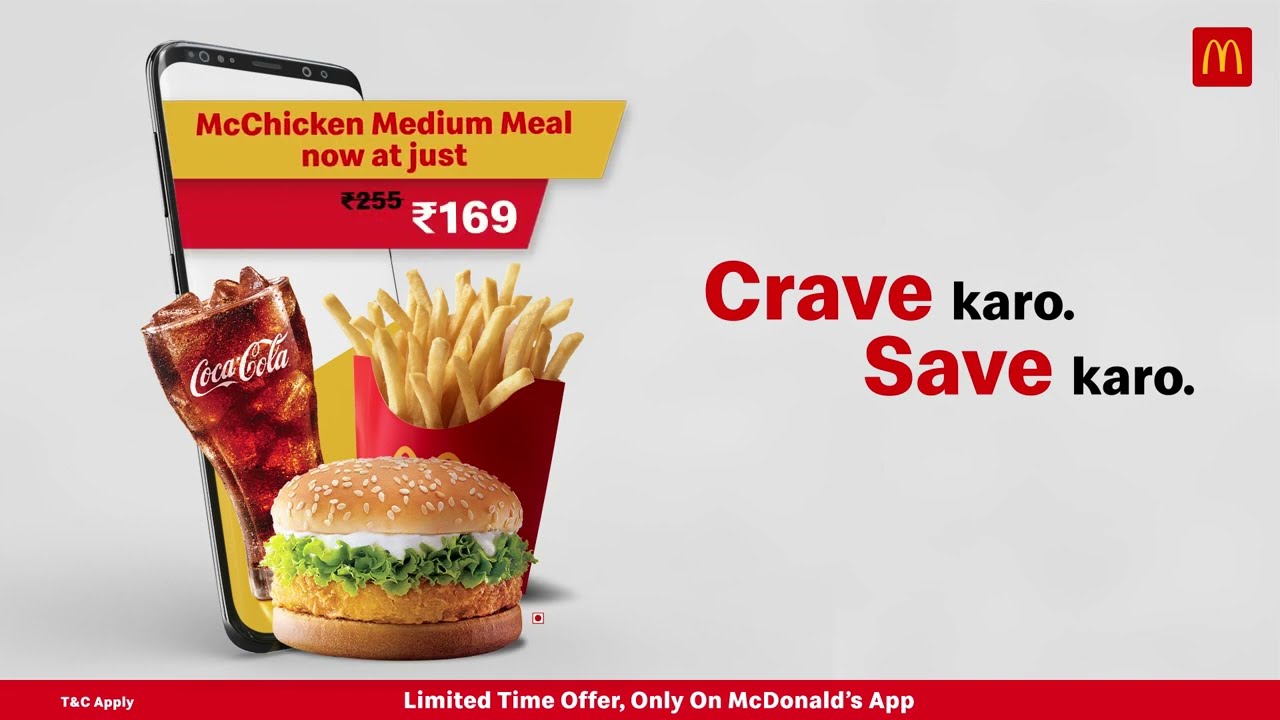 McChicken Medium Meal
now at just
₹255 ₹169
Coca-Cola
Crave karo.
Save karo.
T&C Apply
Limited Time Offer, Only On McDonald's App